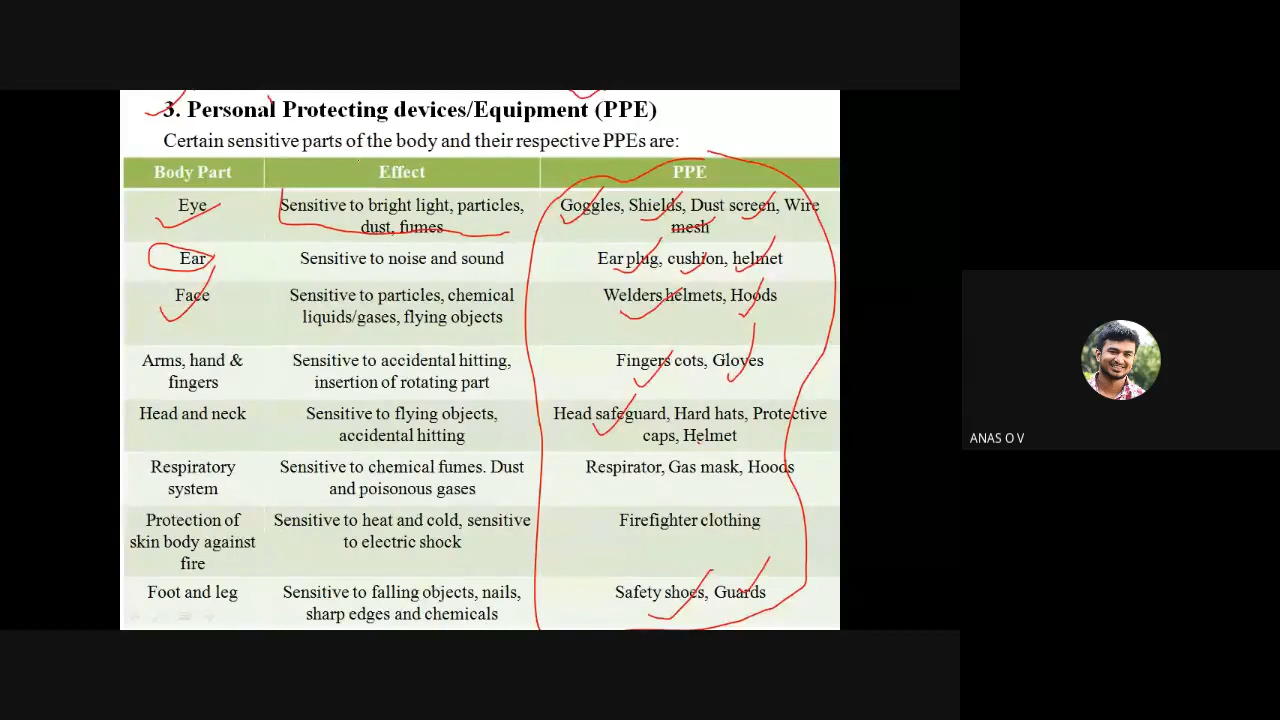 3. Personal Protecting devices/Equipment (PPE)
Certain sensitive parts of the body and their respective PPEs are:
Body Part Effect PPE
Eye Sensitive to bright light, particles, Goggles, Shields, Dust screen, Wire
dust, fumes mesh
Ear Sensitive to noise and sound Ear plug, cushion, helmet
Face Sensitive to particles, chemical Welders helmets, Hoods
liquids/gases, flying objects
Arms, hand & Sensitive to accidental hitting, Fingers cots, Gloves
fingers insertion of rotating part
Head and neck Sensitive to flying objects, Head safeguard, Hard hats, Protective
accidental hitting caps, Helmet
Respiratory Sensitive to chemical fumes. Dust Respirator, Gas mask, Hoods
system and poisonous gases
Protection of Sensitive to heat and cold, sensitive Firefighter clothing
skin body against to electric shock
fire
Foot and leg Sensitive to falling objects, nails, Safety shoes, Guards
sharp edges and chemicals
ANAS O V